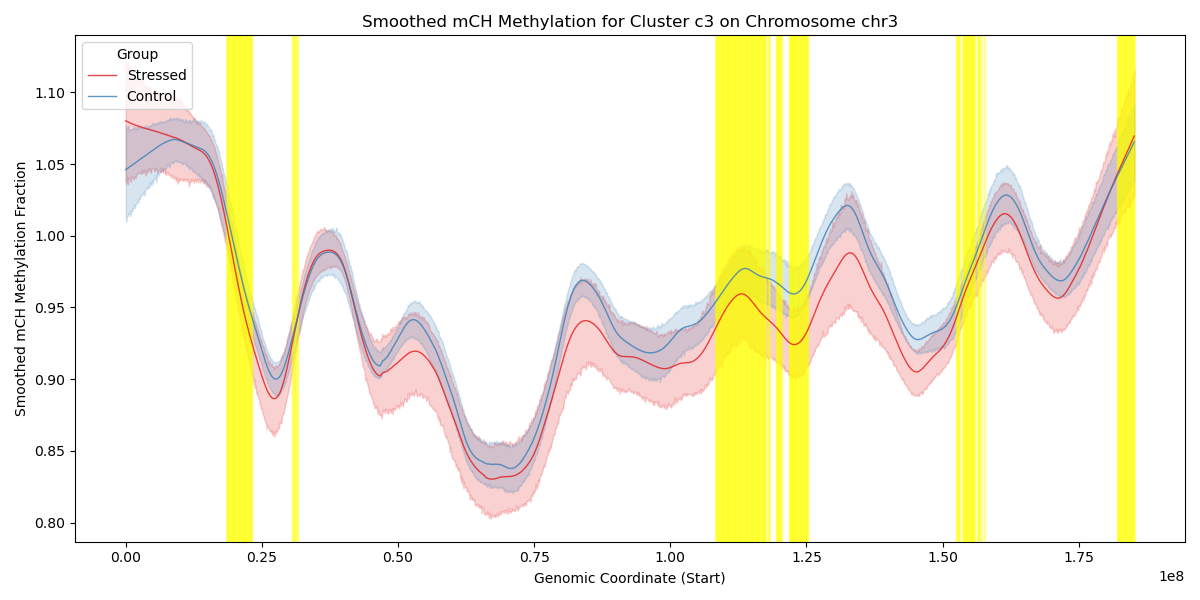 Smoothed mCH Methylation for Cluster c3 on Chromosome chr3
Group
Stressed
Control
Smoothed mCH Methylation Fraction
1.10
1.05
1.00
0.95
0.90
0.85
0.80
0.00 0.25 0.50 0.75 1.00 1.25 1.50 1.75
1e8
Genomic Coordinate (Start)